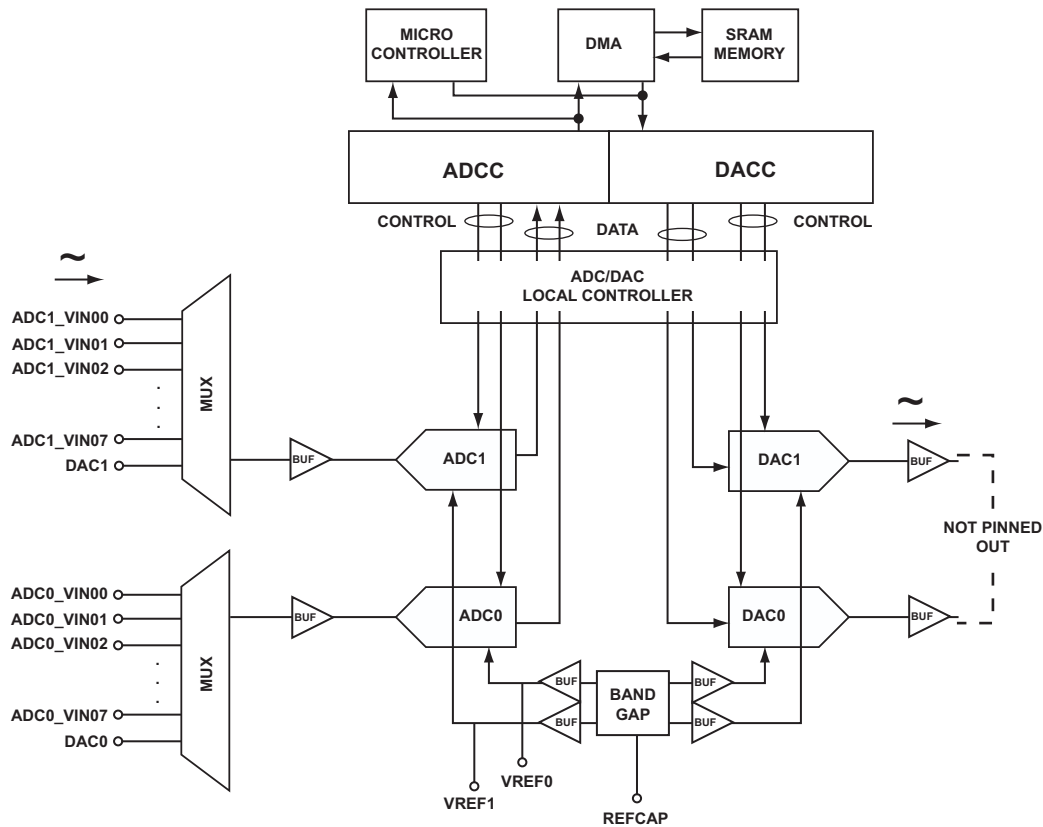 MICRO
CONTROLLER
DMA
SRAM
MEMORY
ADCC
DACC
CONTROL
DATA
CONTROL
ADC/DAC
LOCAL CONTROLLER
~
ADC1_VIN00
ADC1_VIN01
ADC1_VIN02
.
.
.
ADC1_VIN07
DAC1
MUX
BUF
ADC1
~
DAC1
BUF
NOT PINNED
OUT
ADC0_VIN00
ADC0_VIN01
ADC0_VIN02
.
.
.
ADC0_VIN07
DAC0
MUX
BUF
ADC0
DAC0
BUF
BUF
BUF
BAND
GAP
BUF
BUF
VREF0
VREF1
REFCAP